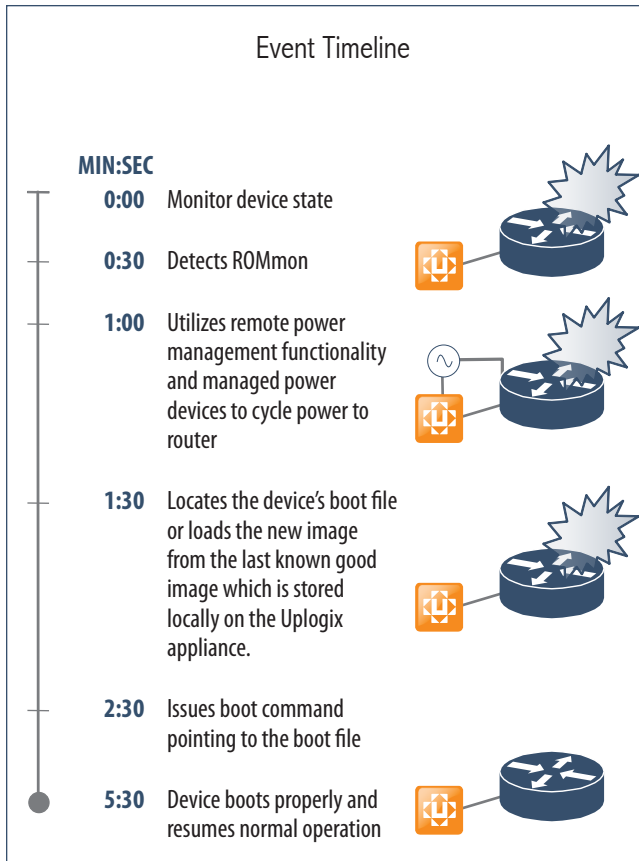 Event Timeline
MIN:SEC
0:00 Monitor device state
0:30 Detects ROMmon
1:00 Utilizes remote power
management functionality
and managed power
devices to cycle power to
router
1:30 Locates the device's boot file
or loads the new image
from the last known good
image which is stored
locally on the Uplogix
appliance.
2:30 Issues boot command
pointing to the boot file
5:30 Device boots properly and
resumes normal operation